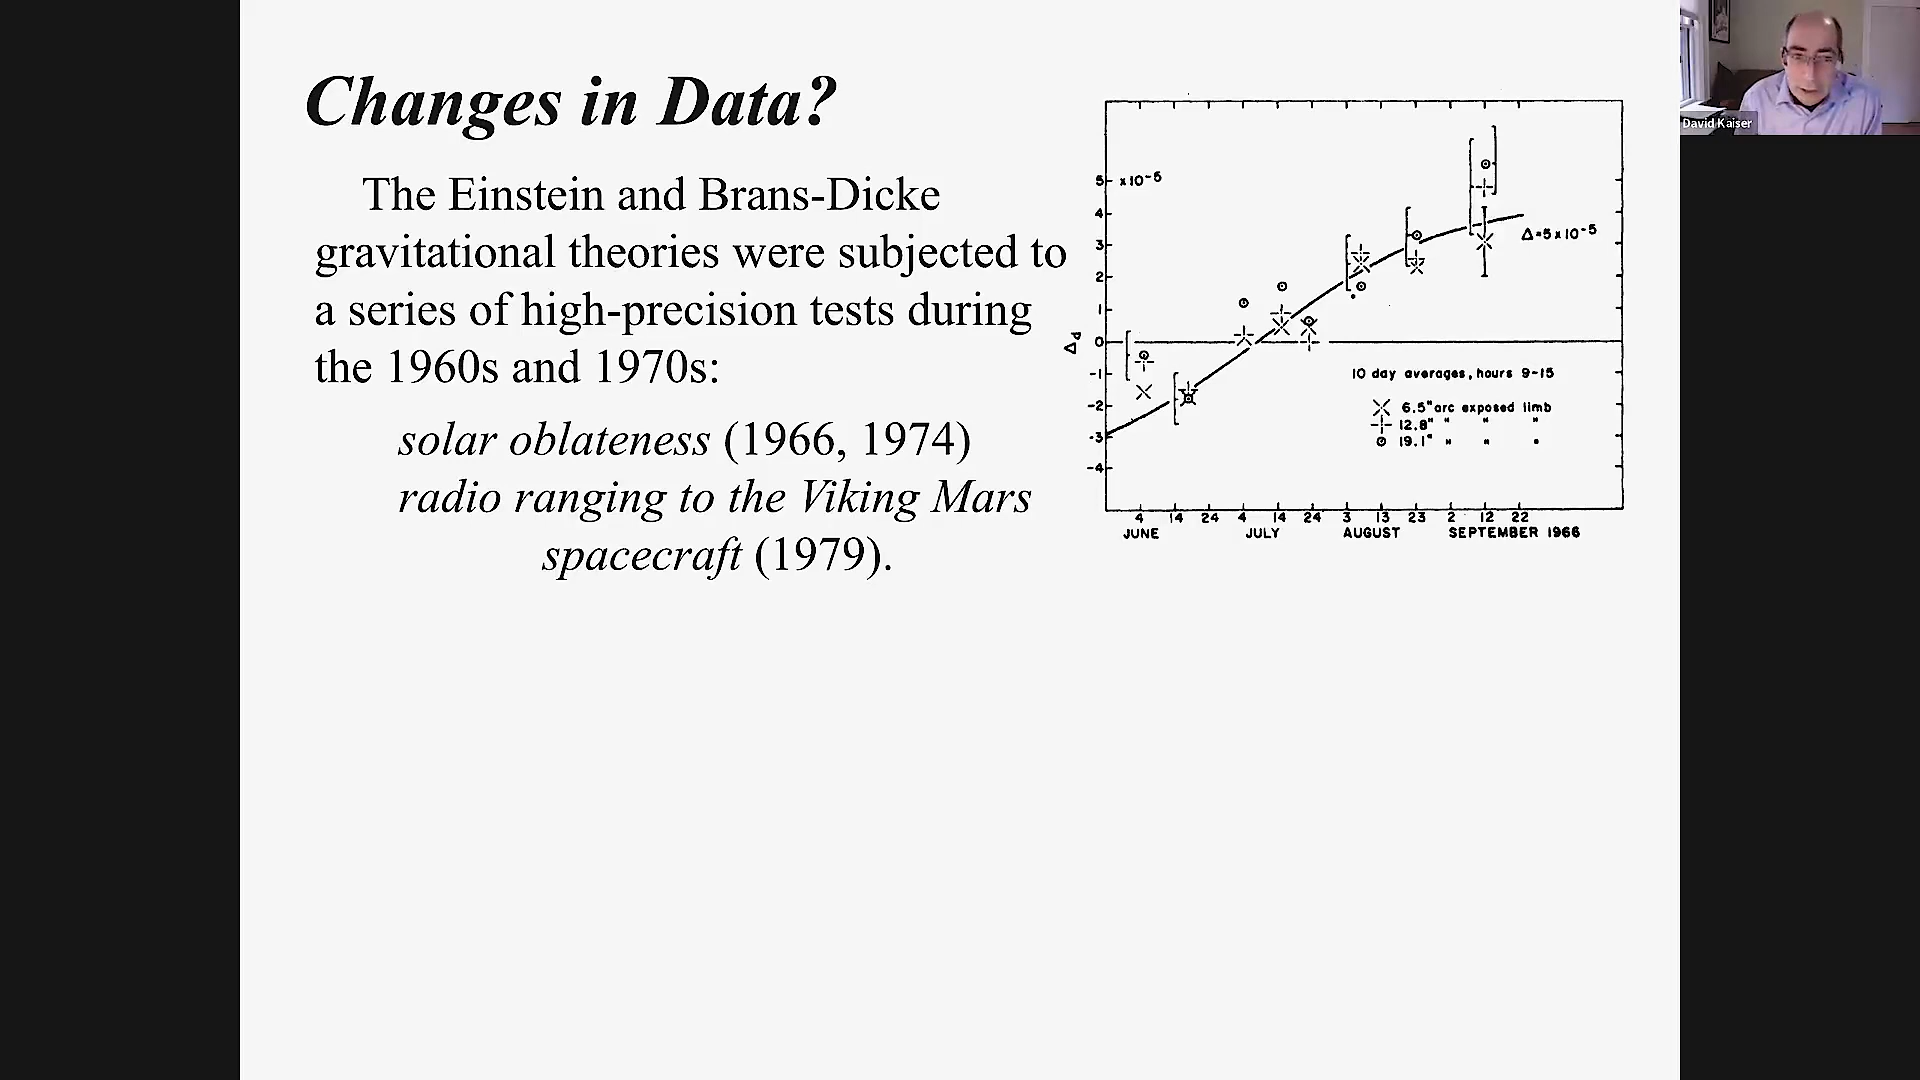 Changes in Data?
The Einstein and Brans-Dicke
gravitational theories were subjected to
a series of high-precision tests during
the 1960s and 1970s:
solar oblateness (1966, 1974)
radio ranging to the Viking Mars
spacecraft (1979).
5 x10⁻⁵
4
3
2
1
0
-1
-2
-3
-4
Δd
Δ=5x10⁻⁵
10 day averages, hours 9-15
6.5" arc exposed limb
12.8" " " "
19.1" " " "
4 14 24 4 14 24 3 13 23 2 12 22
JUNE JULY AUGUST SEPTEMBER 1966
David Kaiser